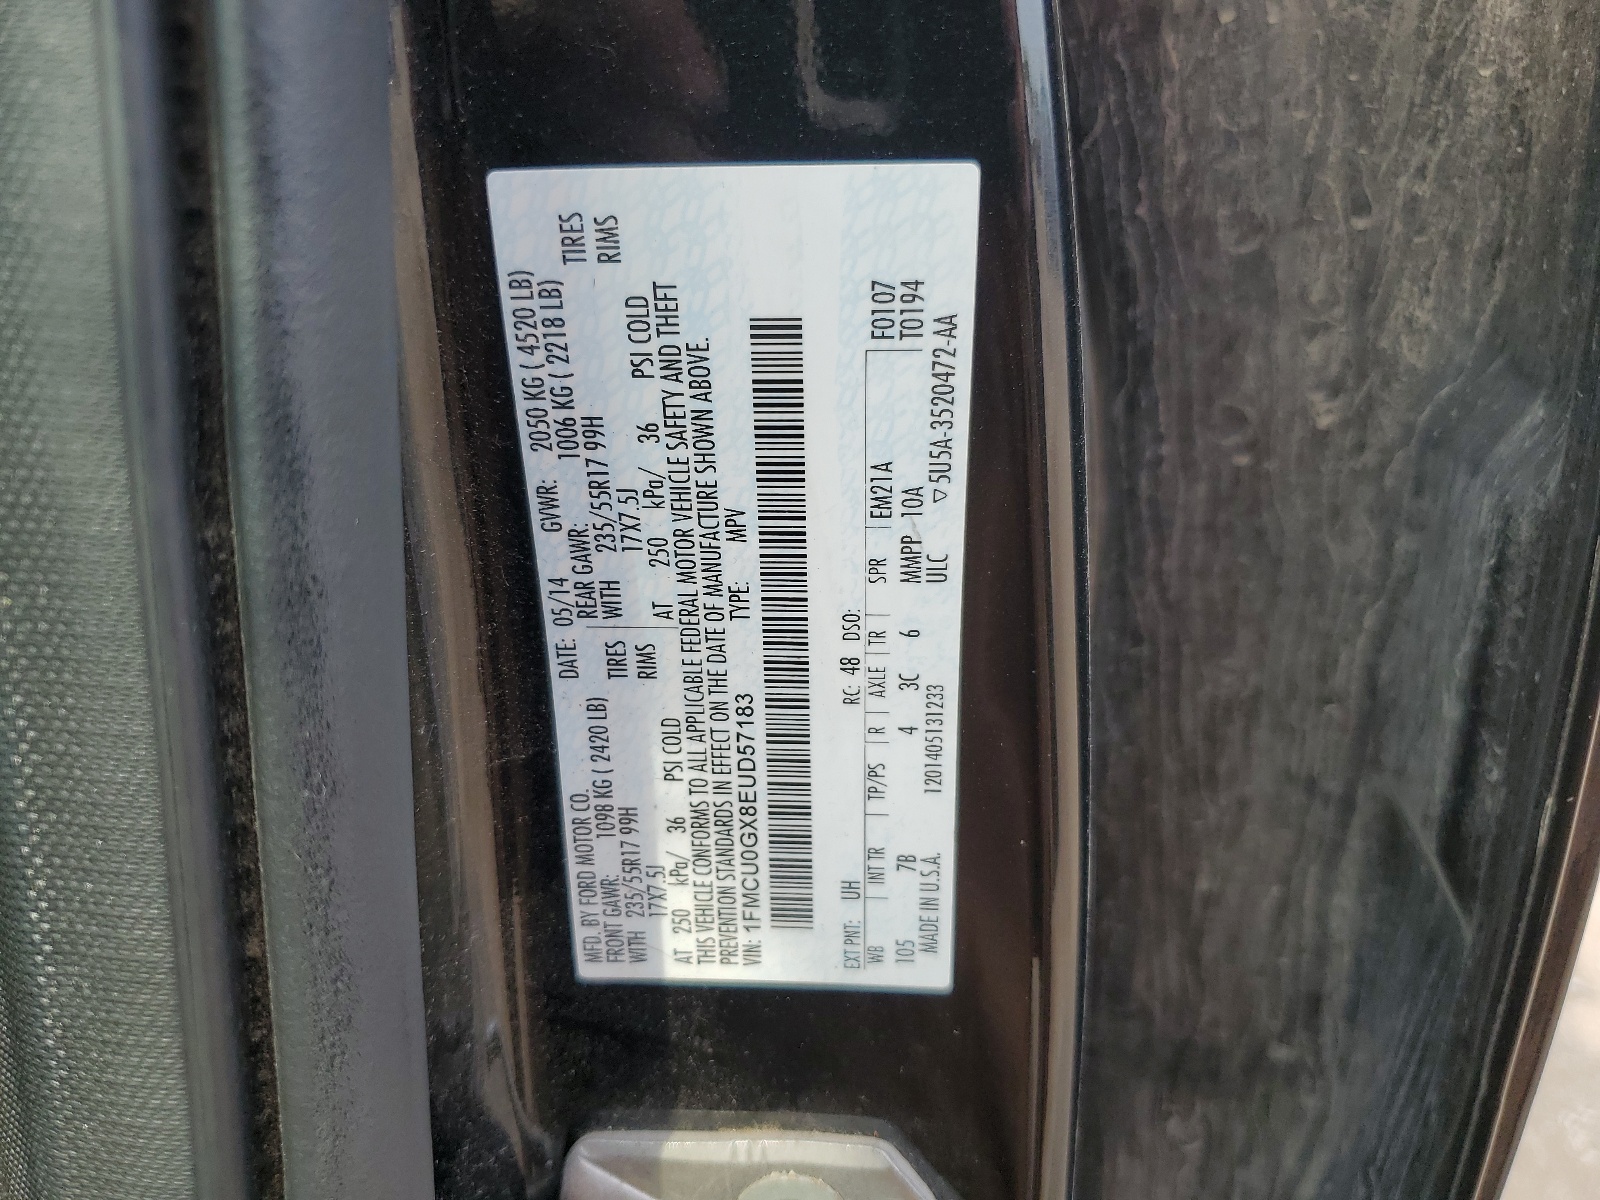 MFD. BY FORD MOTOR CO.
DATE: 05/14 GVWR: 2050 KG ( 4520 LB)
FRONT GAWR: 1098 KG ( 2420 LB) REAR GAWR: 1006 KG ( 2218 LB)
WITH 235/55R17 99H TIRES WITH 235/55R17 99H TIRES
17X7.5J RIMS 17X7.5J RIMS
AT 250 kPa/ 36 PSI COLD AT 250 kPa/ 36 PSI COLD
THIS VEHICLE CONFORMS TO ALL APPLICABLE FEDERAL MOTOR VEHICLE SAFETY AND THEFT
PREVENTION STANDARDS IN EFFECT ON THE DATE OF MANUFACTURE SHOWN ABOVE.
VIN: 1FMCU0GX8EUD57183 TYPE: MPV
EXT PNT: UH RC: 48 DSO: F0107
WB INT TR TP/PS R AXLE TR SPR EM21A T0194
105 7B 4 3C 6 MMPP 10A
MADE IN U.S.A. 120140513​1233 ULC ▽5U5A-3520472-AA